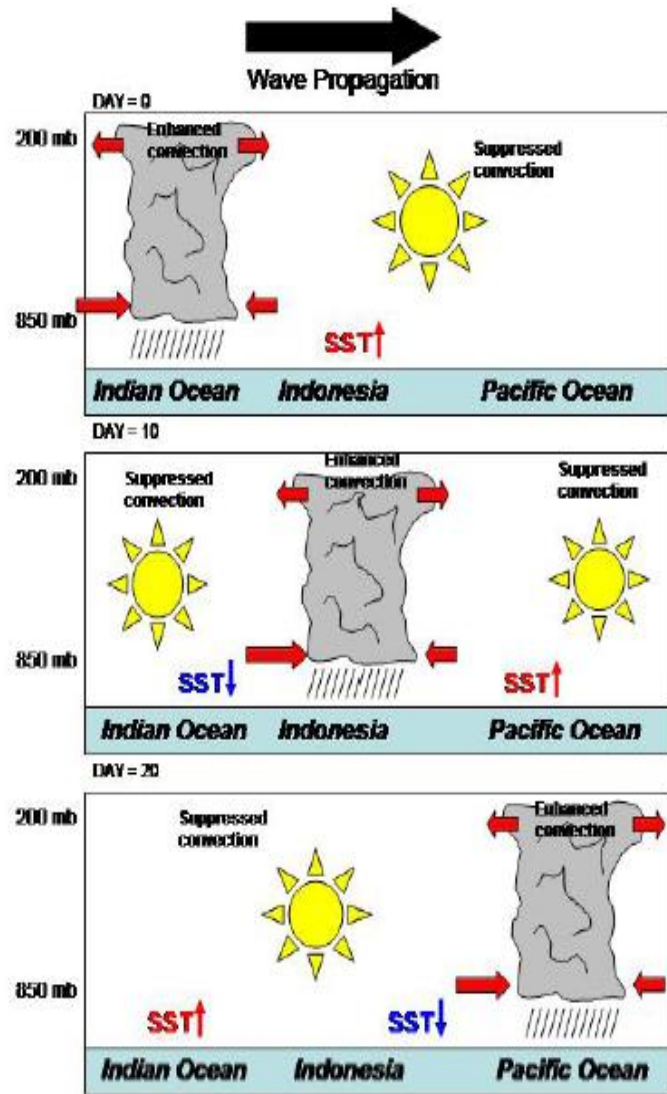 Wave Propagation
DAY = 0
200 mb
Enhanced
convection
Suppressed
convection
850 mb
SST
Indian Ocean Indonesia Pacific Ocean
DAY = 10
200 mb
Suppressed
convection
Enhanced
convection
Suppressed
convection
850 mb
SST SST
Indian Ocean Indonesia Pacific Ocean
DAY = 20
200 mb
Suppressed
convection
Enhanced
convection
850 mb
SST SST
Indian Ocean Indonesia Pacific Ocean